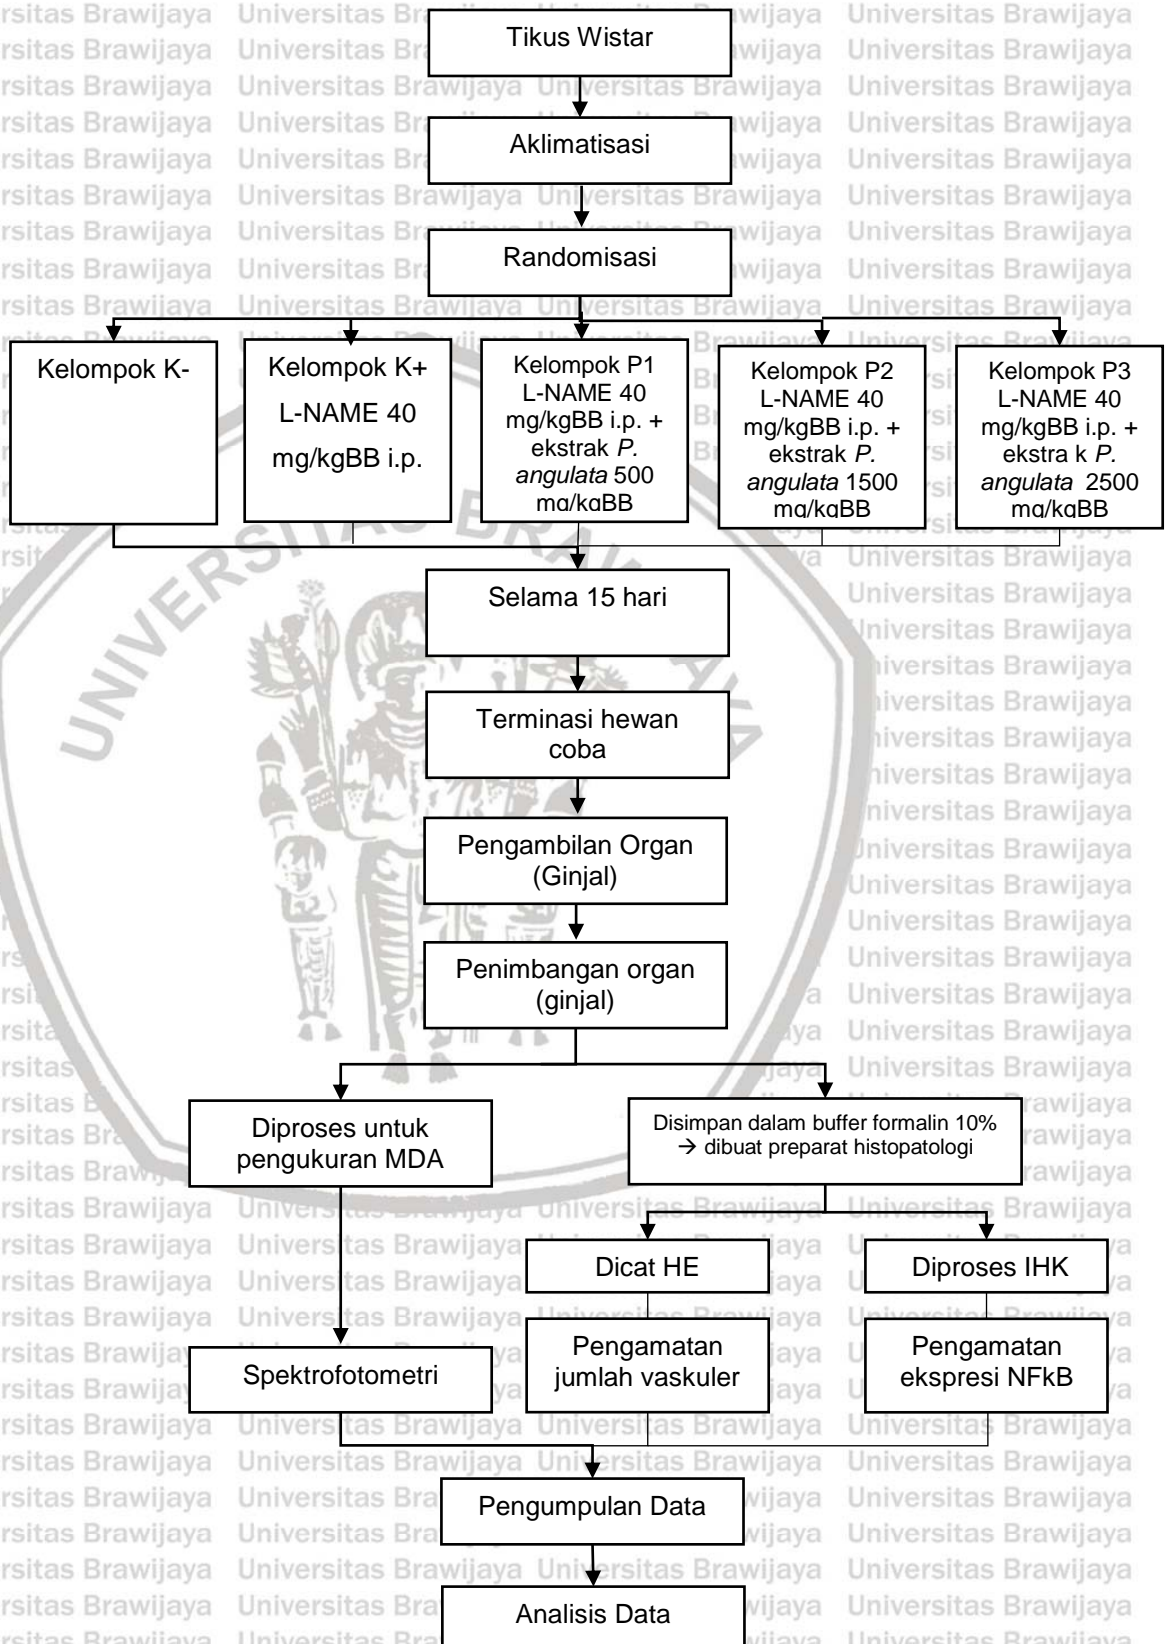 Tikus Wistar
Aklimatisasi
Randomisasi
Kelompok K-
Kelompok K+
L-NAME 40
mg/kgBB i.p.
Kelompok P1
L-NAME 40
mg/kgBB i.p. +
ekstrak P.
angulata 500
mg/kgBB
Kelompok P2
L-NAME 40
mg/kgBB i.p. +
ekstrak P.
angulata 1500
mg/kgBB
Kelompok P3
L-NAME 40
mg/kgBB i.p. +
ekstra k P.
angulata 2500
mg/kgBB
Selama 15 hari
Terminasi hewan
coba
Pengambilan Organ
(Ginjal)
Penimbangan organ
(ginjal)
Diproses untuk
pengukuran MDA
Disimpan dalam buffer formalin 10%
→ dibuat preparat histopatologi
Dicat HE
Diproses IHK
Spektrofotometri
Pengamatan
jumlah vaskuler
Pengamatan
ekspresi NFkB
Pengumpulan Data
Analisis Data
UNIVERSITAS BRAWIJAYA
Universitas Brawijaya